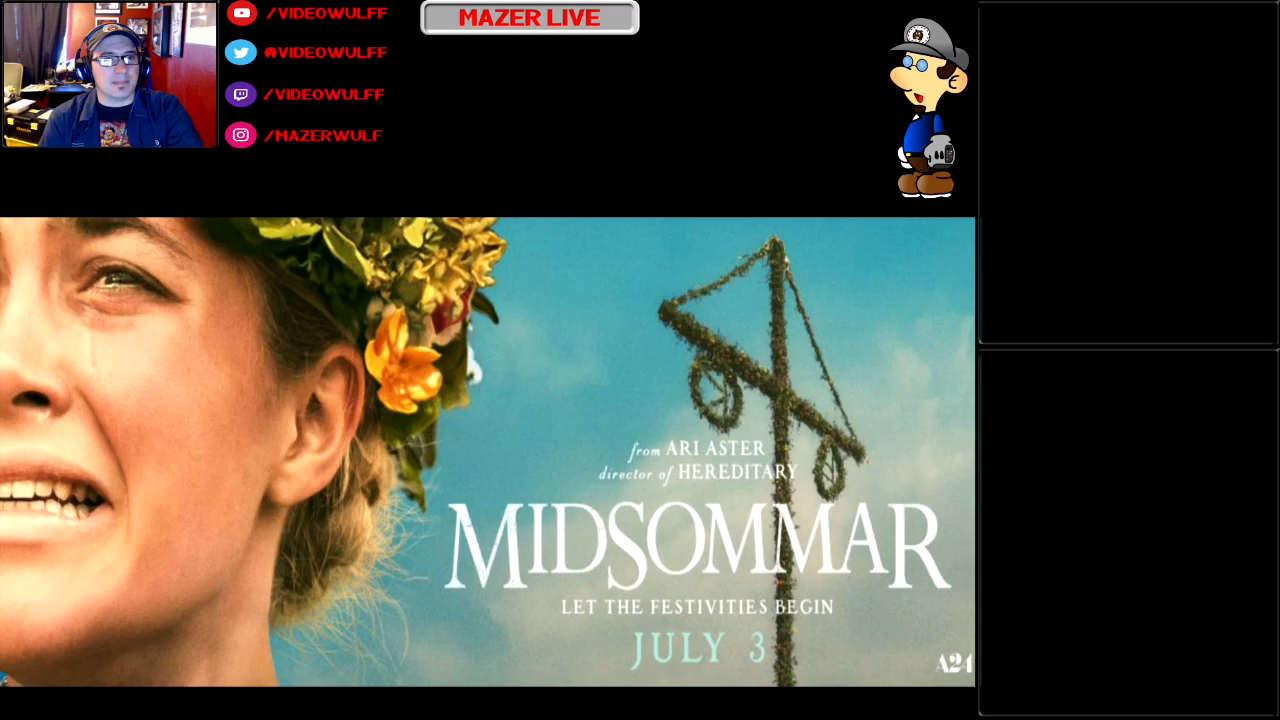 /VIDEOWULFF
@VIDEOWULFF
/VIDEOWULFF
/MAZERWULF
MAZER LIVE
from ARI ASTER
director of HEREDITARY
MIDSOMMAR
LET THE FESTIVITIES BEGIN
JULY 3
A24